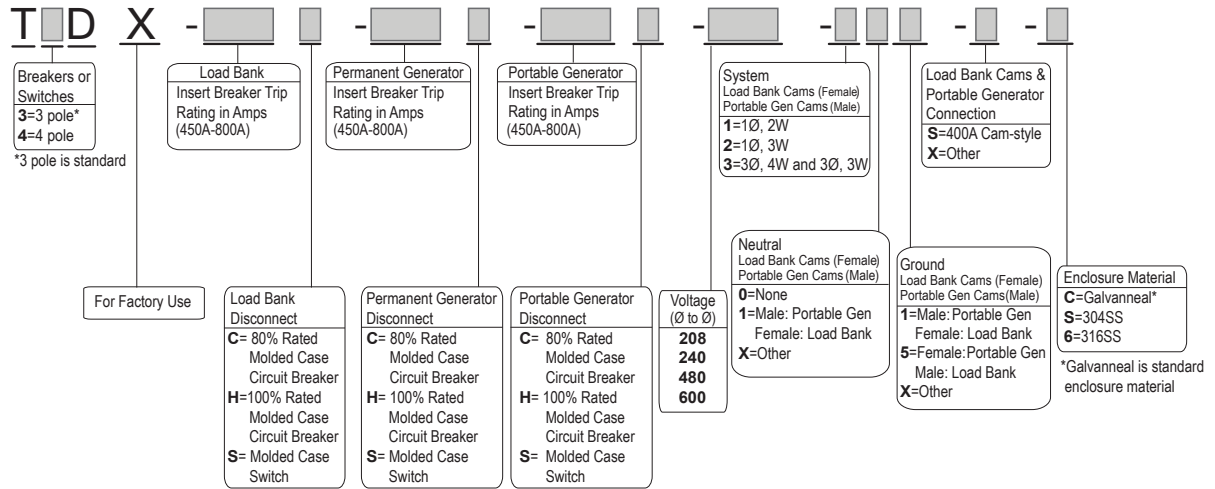 T D X - - - - - - -
Breakers or
Switches
3=3 pole*
4=4 pole
*3 pole is standard
Load Bank
Insert Breaker Trip
Rating in Amps
(450A-800A)
Permanent Generator
Insert Breaker Trip
Rating in Amps
(450A-800A)
Portable Generator
Insert Breaker Trip
Rating in Amps
(450A-800A)
System
Load Bank Cams (Female)
Portable Gen Cams (Male)
1=1Ø, 2W
2=1Ø, 3W
3=3Ø, 4W and 3Ø, 3W
Load Bank Cams &
Portable Generator
Connection
S=400A Cam-style
X=Other
For Factory Use
Load Bank
Disconnect
C= 80% Rated
Molded Case
Circuit Breaker
H=100% Rated
Molded Case
Circuit Breaker
S= Molded Case
Switch
Permanent Generator
Disconnect
C= 80% Rated
Molded Case
Circuit Breaker
H= 100% Rated
Molded Case
Circuit Breaker
S= Molded Case
Switch
Portable Generator
Disconnect
C= 80% Rated
Molded Case
Circuit Breaker
H= 100% Rated
Molded Case
Circuit Breaker
S= Molded Case
Switch
Voltage
(Ø to Ø)
208
240
480
600
Neutral
Load Bank Cams (Female)
Portable Gen Cams (Male)
0=None
1=Male: Portable Gen
Female: Load Bank
X=Other
Ground
Load Bank Cams (Female)
Portable Gen Cams(Male)
1=Male: Portable Gen
Female: Load Bank
5=Female:Portable Gen
Male: Load Bank
X=Other
Enclosure Material
C=Galvanneal*
S=304SS
6=316SS
*Galvanneal is standard
enclosure material